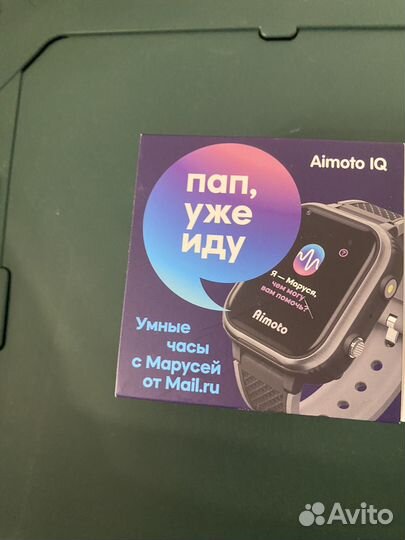 Aimoto IQ
пап,
уже
иду
Я — Маруся,
чем могу
вам помочь?
Aimoto
Умные
часы
с Марусей
от Mail.ru
Avito